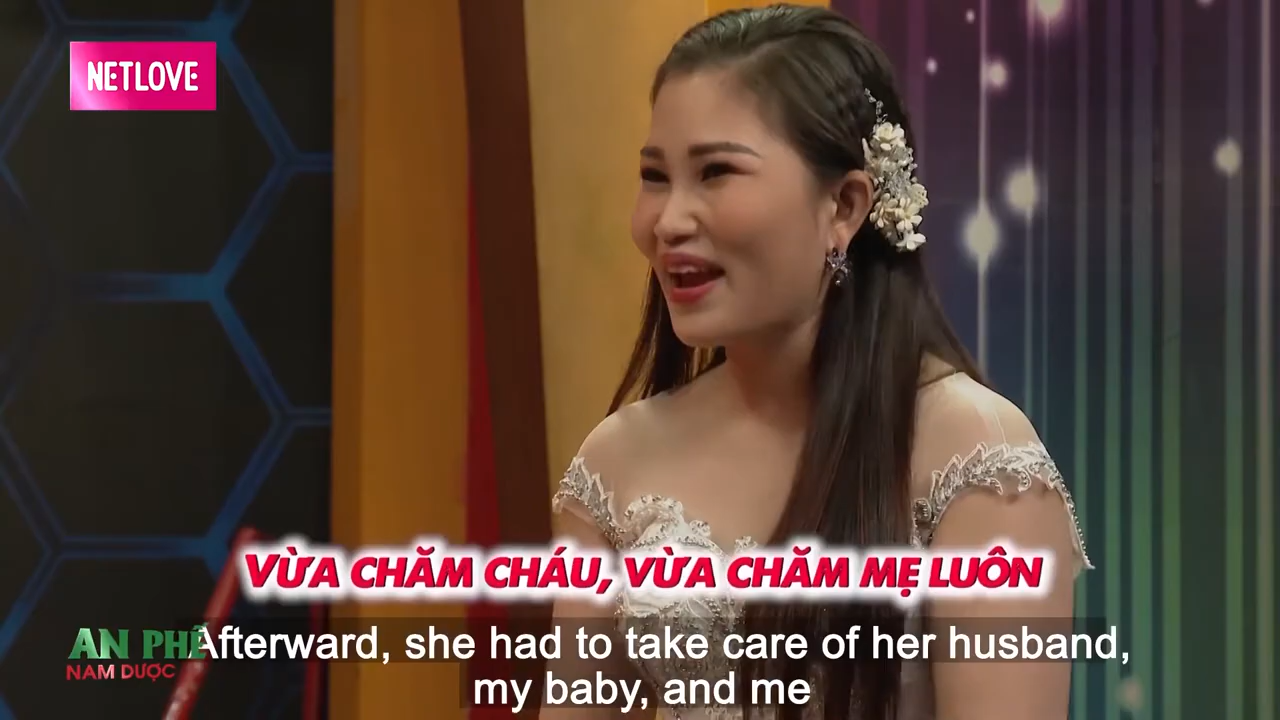 NETLOVE
VỪA CHĂM CHÁU, VỪA CHĂM MẸ LUÔN
AN PHẾ
NAM DƯỢC
Afterward, she had to take care of her husband,
my baby, and me